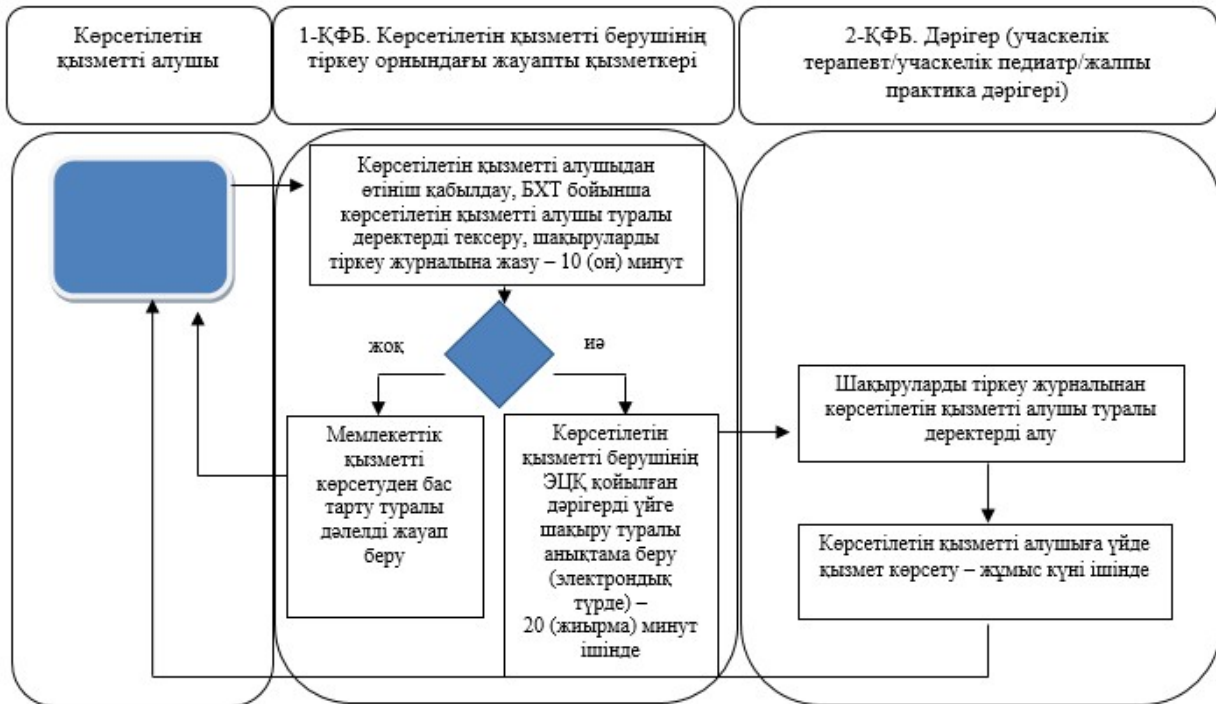 Көрсетілетін
қызметті алушы
1-ҚФБ. Көрсетілетін қызметті берушінің
тіркеу орнындағы жауапты қызметкері
2-ҚФБ. Дәрігер (учаскелік
терапевт/учаскелік педиатр/жалпы
практика дәрігері)
Көрсетілетін қызметті алушыдан
өтініш қабылдау, БХТ бойынша
көрсетілетін қызметті алушы туралы
деректерді тексеру, шақыруларды
тіркеу журналына жазу – 10 (он) минут
жоқ
иә
Мемлекеттік
қызметті
көрсетуден бас
тарту туралы
дәлелді жауап
беру
Көрсетілетін
қызметті берушінің
ЭЦҚ қойылған
дәрігерді үйге
шақыру туралы
анықтама беру
(электрондық
түрде) –
20 (жиырма) минут
ішінде
Шақыруларды тіркеу журналынан
көрсетілетін қызметті алушы туралы
деректерді алу
Көрсетілетін қызметті алушыға үйде
қызмет көрсету – жұмыс күні ішінде